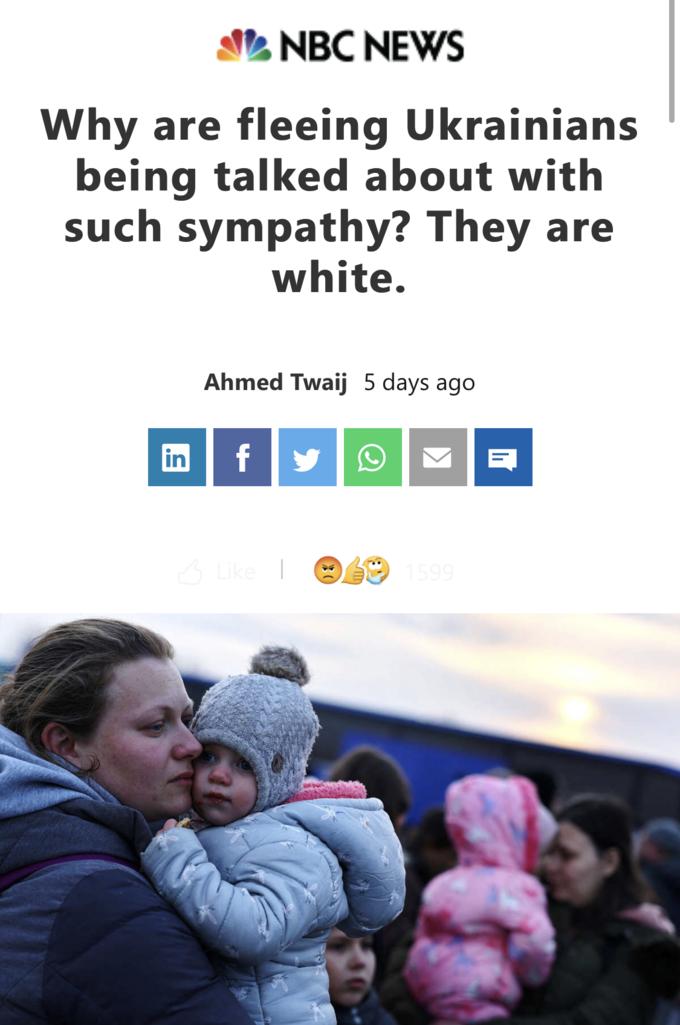 NBC NEWS
Why are fleeing Ukrainians
being talked about with
such sympathy? They are
white.
Ahmed Twaij 5 days ago
in f
Like | 1599